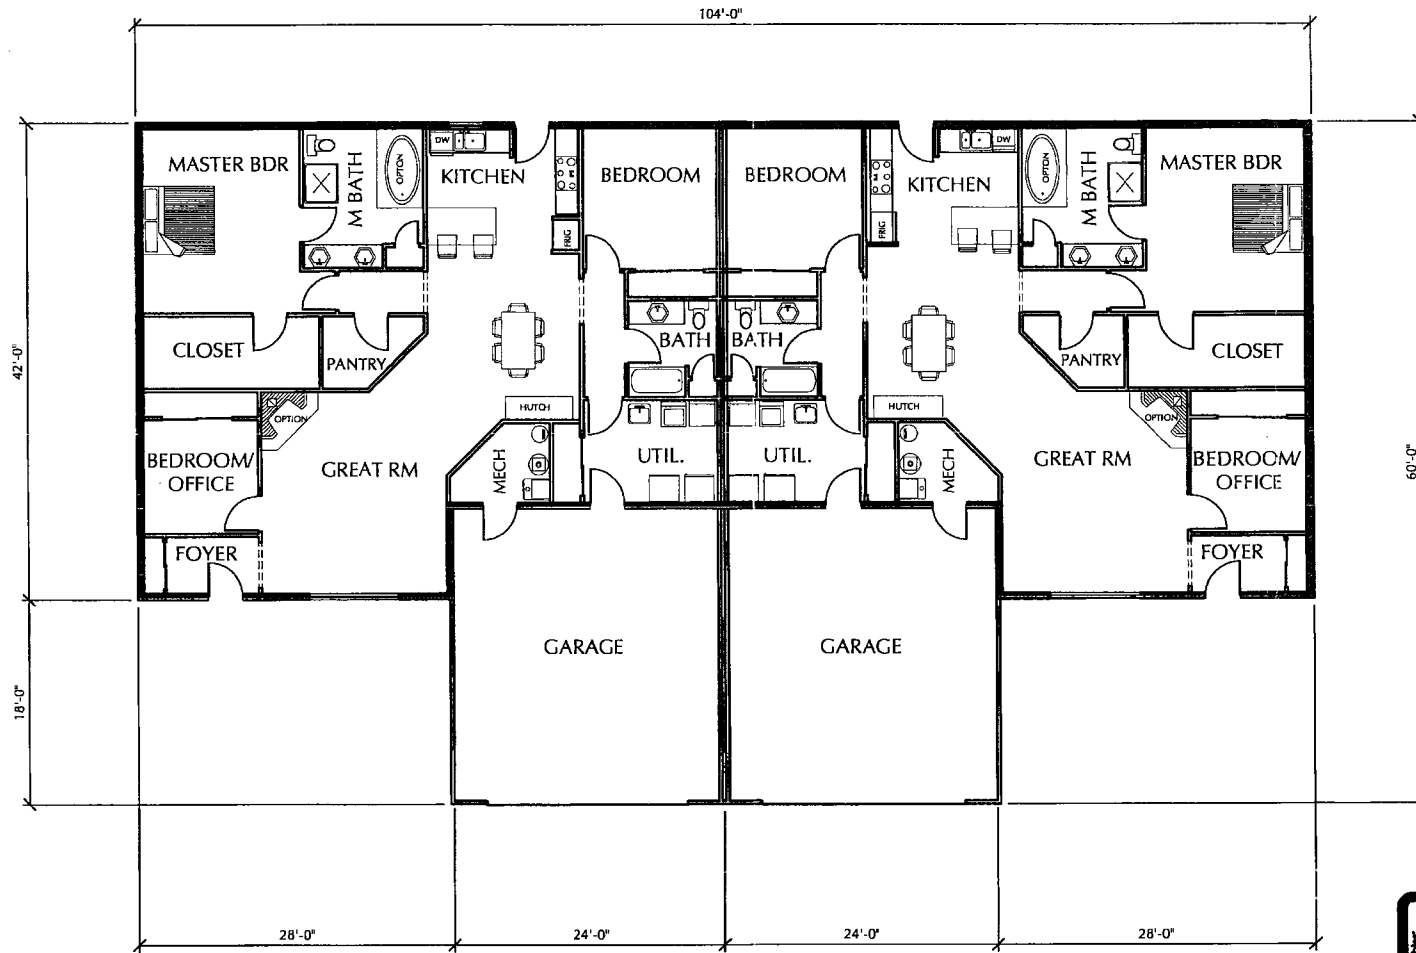 104'-0"
MASTER BDR
M BATH
OPTION
DW
KITCHEN
FRIG
BEDROOM
BEDROOM
KITCHEN
FRIG
DW
OPTION
M BATH
MASTER BDR
42'-0"
CLOSET
PANTRY
BATH
BATH
PANTRY
CLOSET
OPTION
HUTCH
HUTCH
OPTION
BEDROOM/
OFFICE
GREAT RM
MECH
UTIL.
UTIL.
MECH
GREAT RM
BEDROOM/
OFFICE
60'-0"
FOYER
FOYER
GARAGE
GARAGE
18'-0"
28'-0"
24'-0"
24'-0"
28'-0"